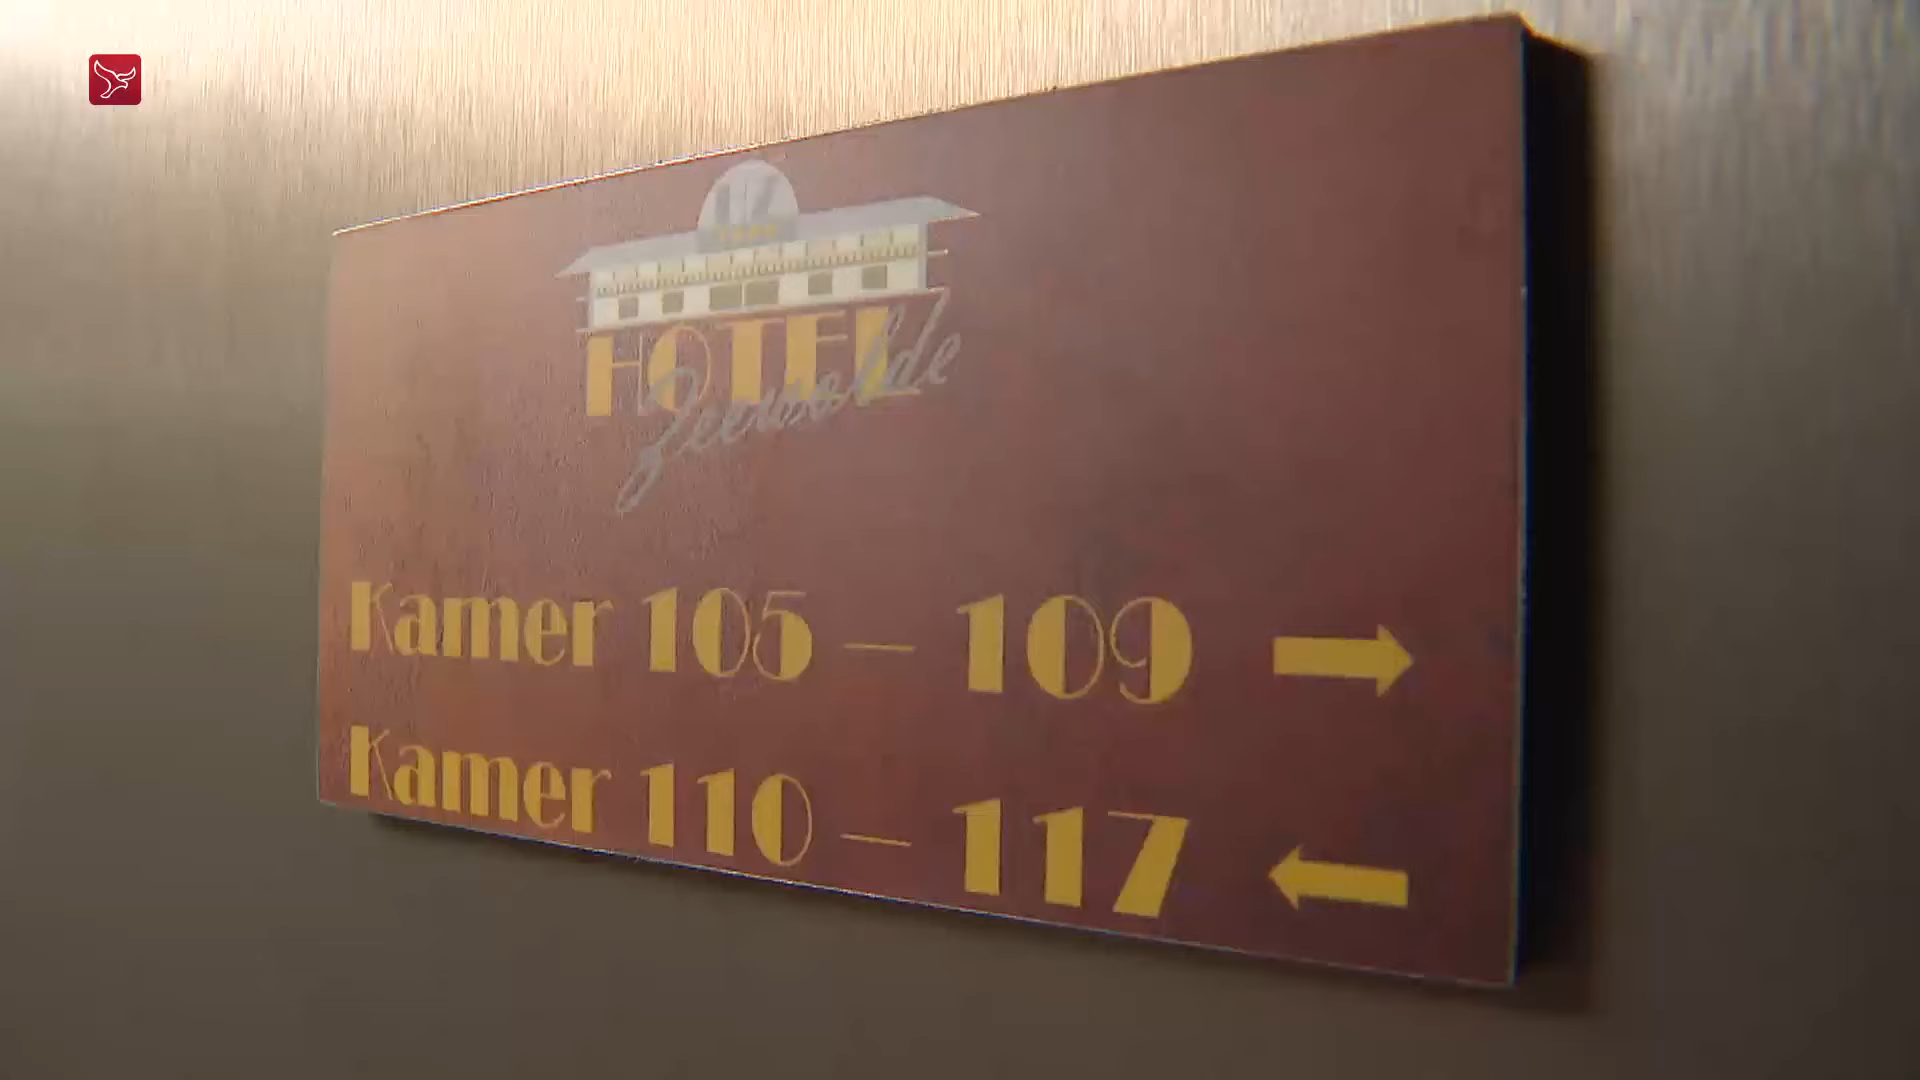 HOTEL
Zeewolde
Kamer 105 – 109 →
Kamer 110 – 117 ←